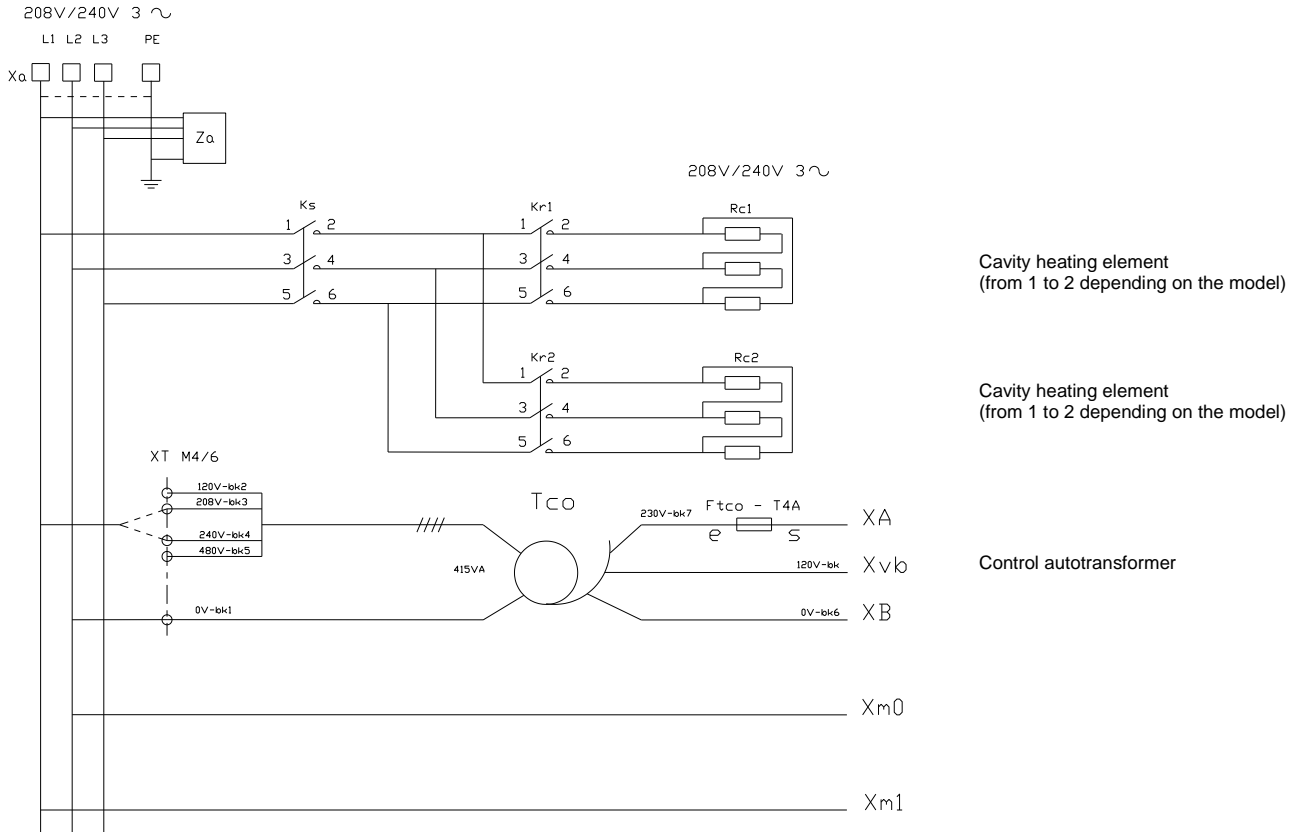 208V/240V 3 ~
L1 L2 L3 PE
Xa
Za
208V/240V 3~
Ks Kr1 Rc1
1 2 1 2
3 4 3 4
5 6 5 6
Cavity heating element
(from 1 to 2 depending on the model)
Kr2 Rc2
1 2
3 4
5 6
Cavity heating element
(from 1 to 2 depending on the model)
XT M4/6
120V-bk2
208V-bk3
240V-bk4
480V-bk5
0V-bk1
415VA
Tco
230V-bk7
Ftco - T4A
e s
XA
120V-bk
Xvb
0V-bk6
XB
Control autotransformer
Xm0
Xm1